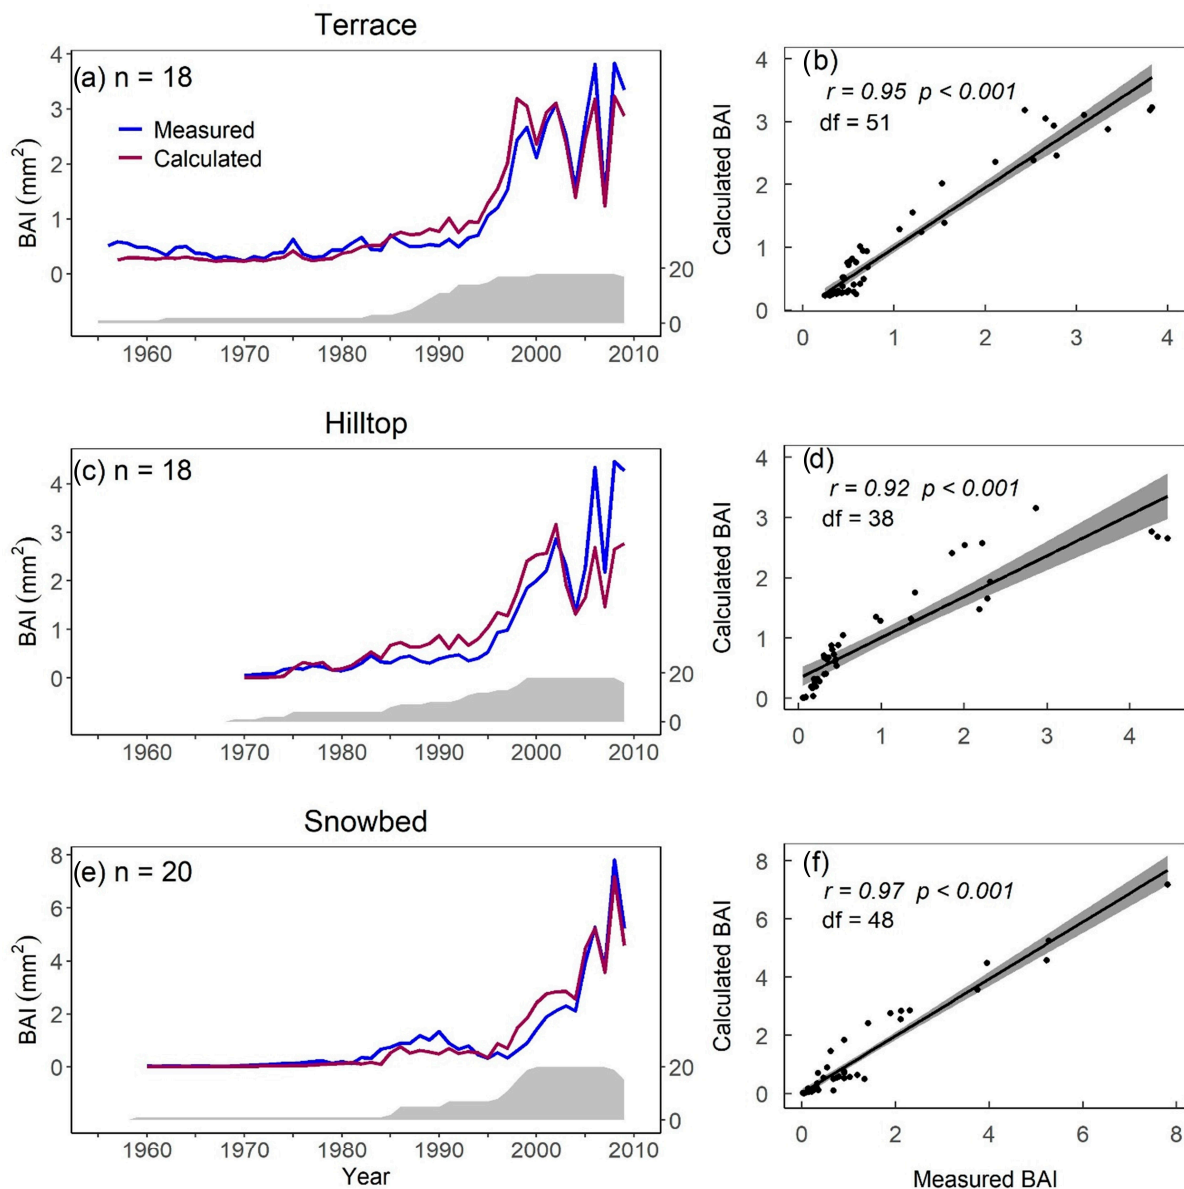 Terrace
(a) n = 18
Measured
Calculated
BAI (mm²)
4
3
2
1
0
20
0
1960 1970 1980 1990 2000 2010
(b)
r = 0.95 p < 0.001
df = 51
Calculated BAI
4
3
2
1
0
0 1 2 3 4
Hilltop
(c) n = 18
BAI (mm²)
4
3
2
1
0
20
0
1960 1970 1980 1990 2000 2010
(d)
r = 0.92 p < 0.001
df = 38
Calculated BAI
4
3
2
1
0
0 1 2 3 4
Snowbed
(e) n = 20
BAI (mm²)
8
6
4
2
0
20
0
1960 1970 1980 1990 2000 2010
Year
(f)
r = 0.97 p < 0.001
df = 48
Calculated BAI
8
6
4
2
0
0 2 4 6 8
Measured BAI